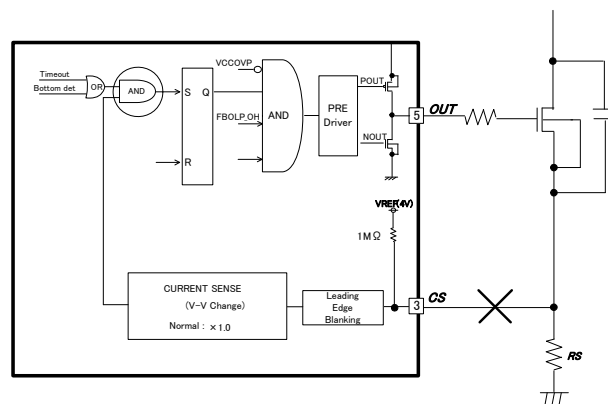 VCCOVP
Timeout
Bottom det
OR
AND
S Q
R
FBOLP_OH
AND
PRE
Driver
POUT
NOUT
5
OUT
VREF(4V)
1MΩ
CURRENT SENSE
(V-V Change)
Normal : ×1.0
Leading
Edge
Blanking
3
CS
RS